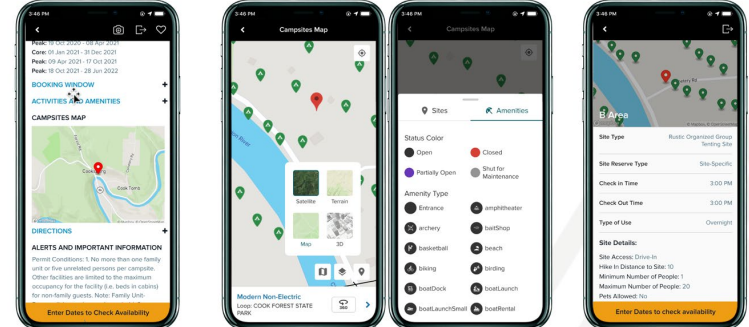 3:46 PM
Peak: 19 Oct 2020 - 08 Apr 2021
Core: 01 Jan 2021 - 31 Dec 2021
Peak: 09 Apr 2021 - 17 Oct 2021
Peak: 18 Oct 2021 - 28 Jun 2022
BOOKING WINDOW +
ACTIVITIES AND AMENITIES +
CAMPSITES MAP
Cook Toms
DIRECTIONS +
ALERTS AND IMPORTANT INFORMATION
Permit Conditions: 1. No more than one family
unit or five unrelated persons per campsite.
Other facilities are limited to the maximum
occupancy for the facility (i.e. beds in cabins)
for non-family guests. Note: Family Unit-
Enter Dates to Check Availability
3:46 PM
Campsites Map
Satellite
Terrain
Map
3D
Modern Non-Electric
Loop: COOK FOREST STATE
PARK
360
3:46 PM
Campsites Map
Sites
Amenities
Status Color
Open
Closed
Partially Open
Shut for
Maintenance
Amenity Type
Entrance
amphitheater
archery
baitShop
basketball
beach
biking
birding
boatDock
boatLaunch
boatLaunchSmall
boatRental
3:46 PM
B Area
Site Type
Rustic Organized Group
Tenting Site
Site Reserve Type
Site-Specific
Check in Time
3:00 PM
Check Out Time
3:00 PM
Type of Use
Overnight
Site Details:
Site Access: Drive-In
Hike In Distance to Site: 10
Minimum Number of People: 1
Maximum Number of People: 20
Pets Allowed: No
Enter Dates to check availability